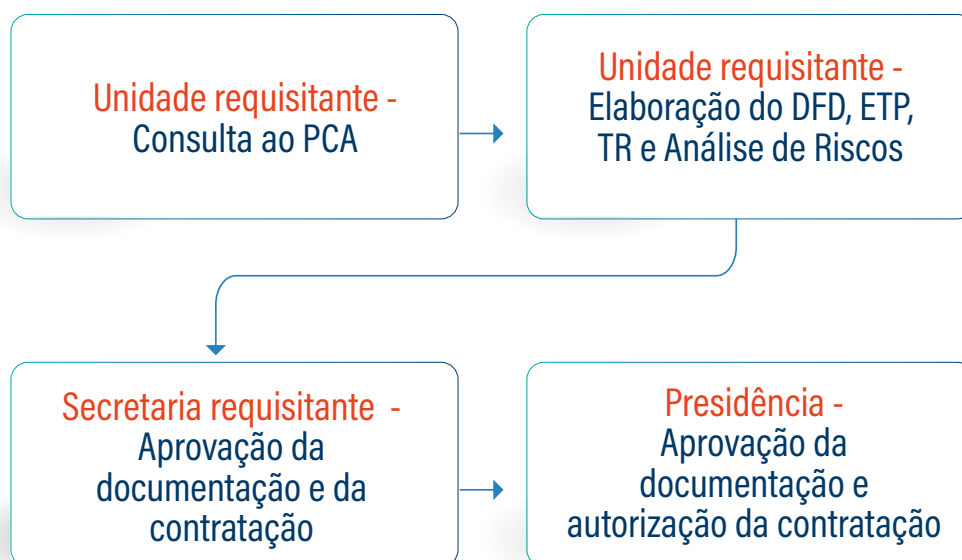 Unidade requisitante -
Consulta ao PCA
Unidade requisitante -
Elaboração do DFD, ETP,
TR e Análise de Riscos
Secretaria requisitante -
Aprovação da
documentação e da
contratação
Presidência -
Aprovação da
documentação e
autorização da contratação